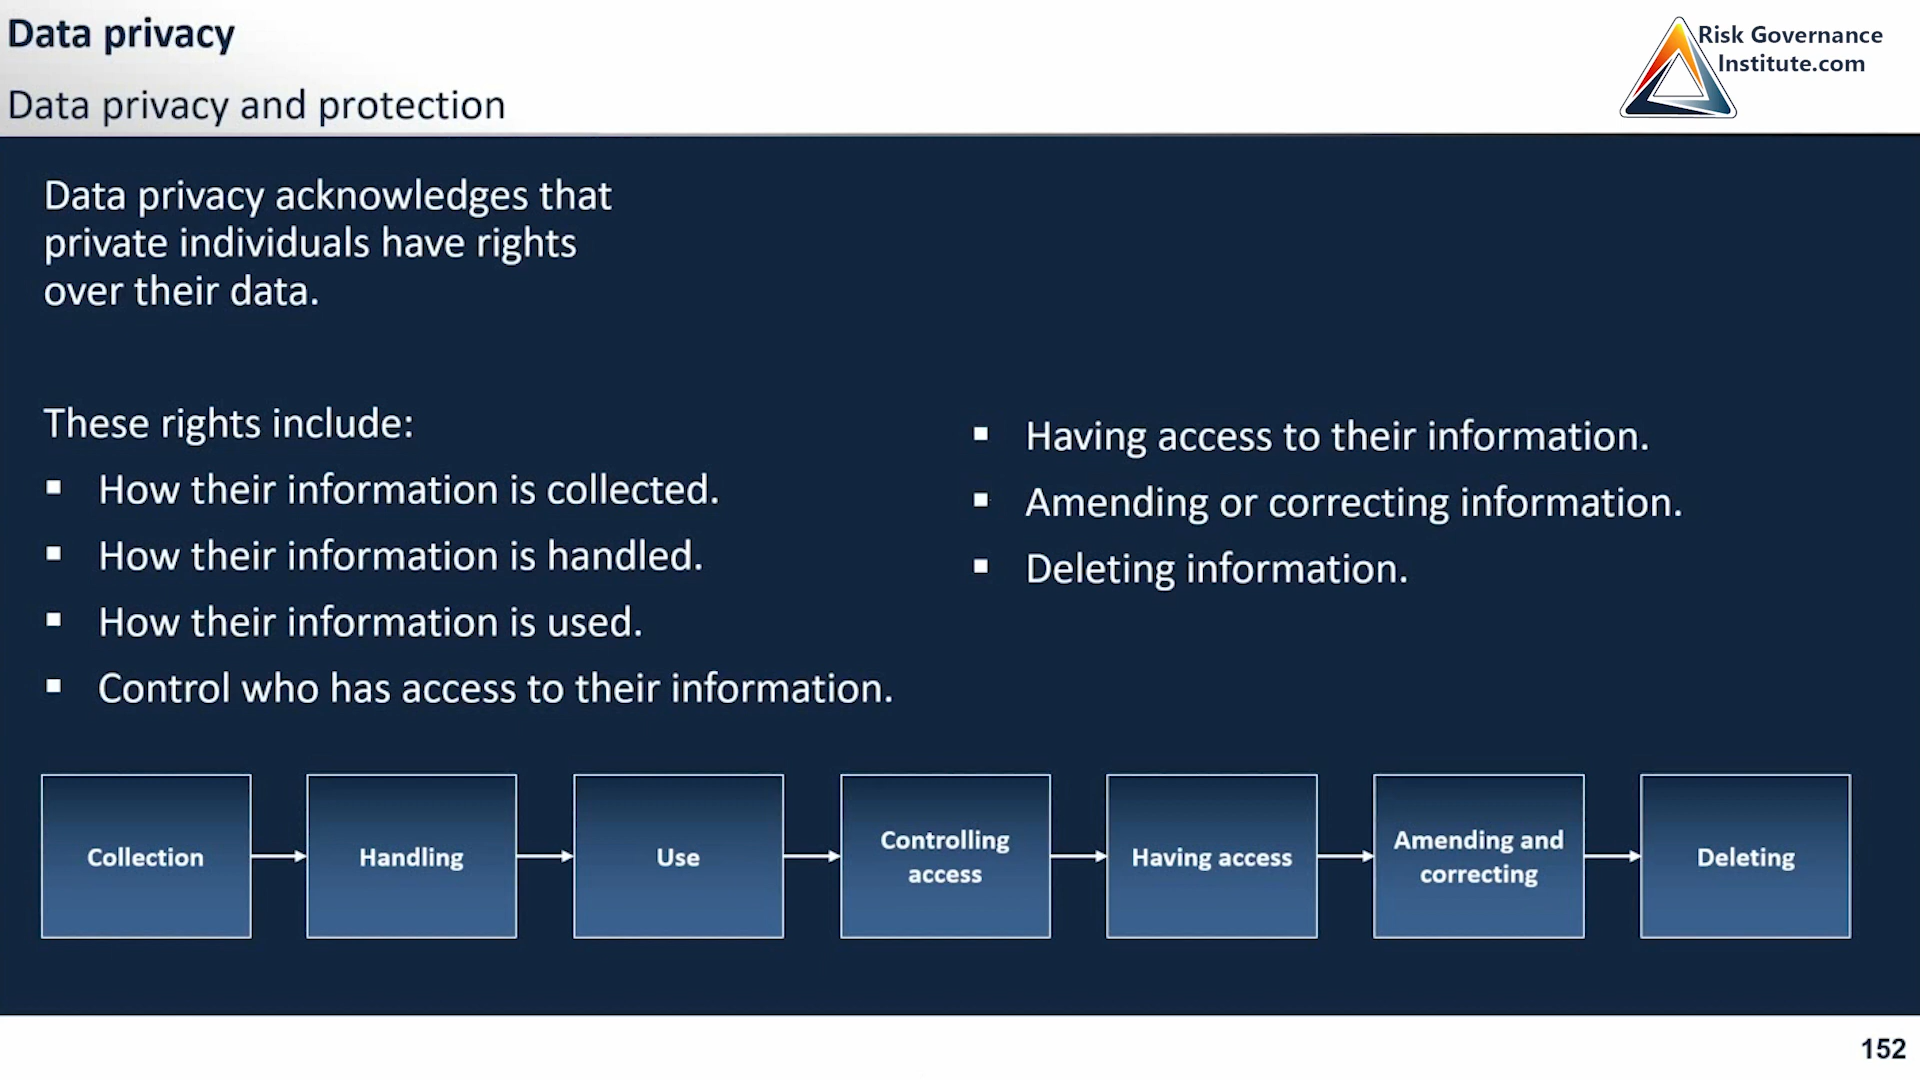 Data privacy
Risk Governance
Institute.com
Data privacy and protection
Data privacy acknowledges that
private individuals have rights
over their data.
These rights include:
▪ How their information is collected.
▪ How their information is handled.
▪ How their information is used.
▪ Control who has access to their information.
▪ Having access to their information.
▪ Amending or correcting information.
▪ Deleting information.
Collection
Handling
Use
Controlling
access
Having access
Amending and
correcting
Deleting
152